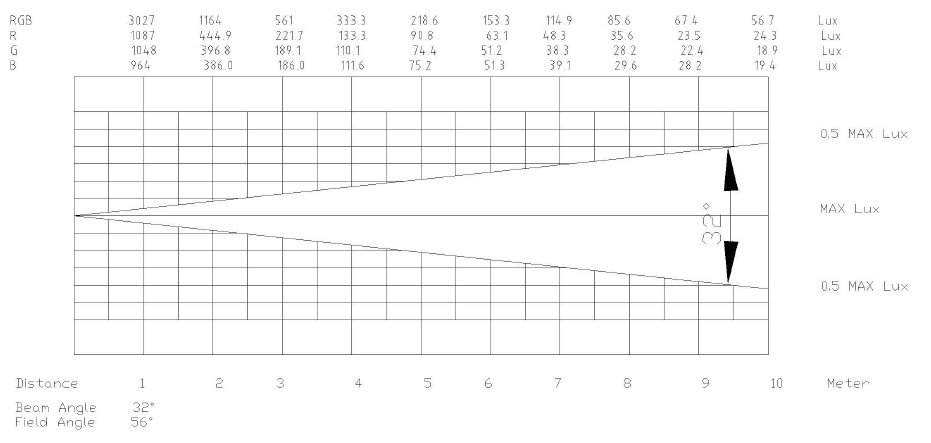 RGB 3027 1164 561 333.3 218.6 153.3 114.9 85.6 67.4 56.7 Lux
R 1087 444.9 221.7 133.3 90.8 63.1 48.3 35.6 23.5 24.3 Lux
G 1048 396.8 189.1 110.1 74.4 51.2 38.3 28.2 22.4 18.9 Lux
B 964 386.0 186.0 111.6 75.2 51.3 39.1 29.6 28.2 19.4 Lux
0.5 MAX Lux
MAX Lux
32°
0.5 MAX Lux
Distance 1 2 3 4 5 6 7 8 9 10 Meter
Beam Angle 32°
Field Angle 56°